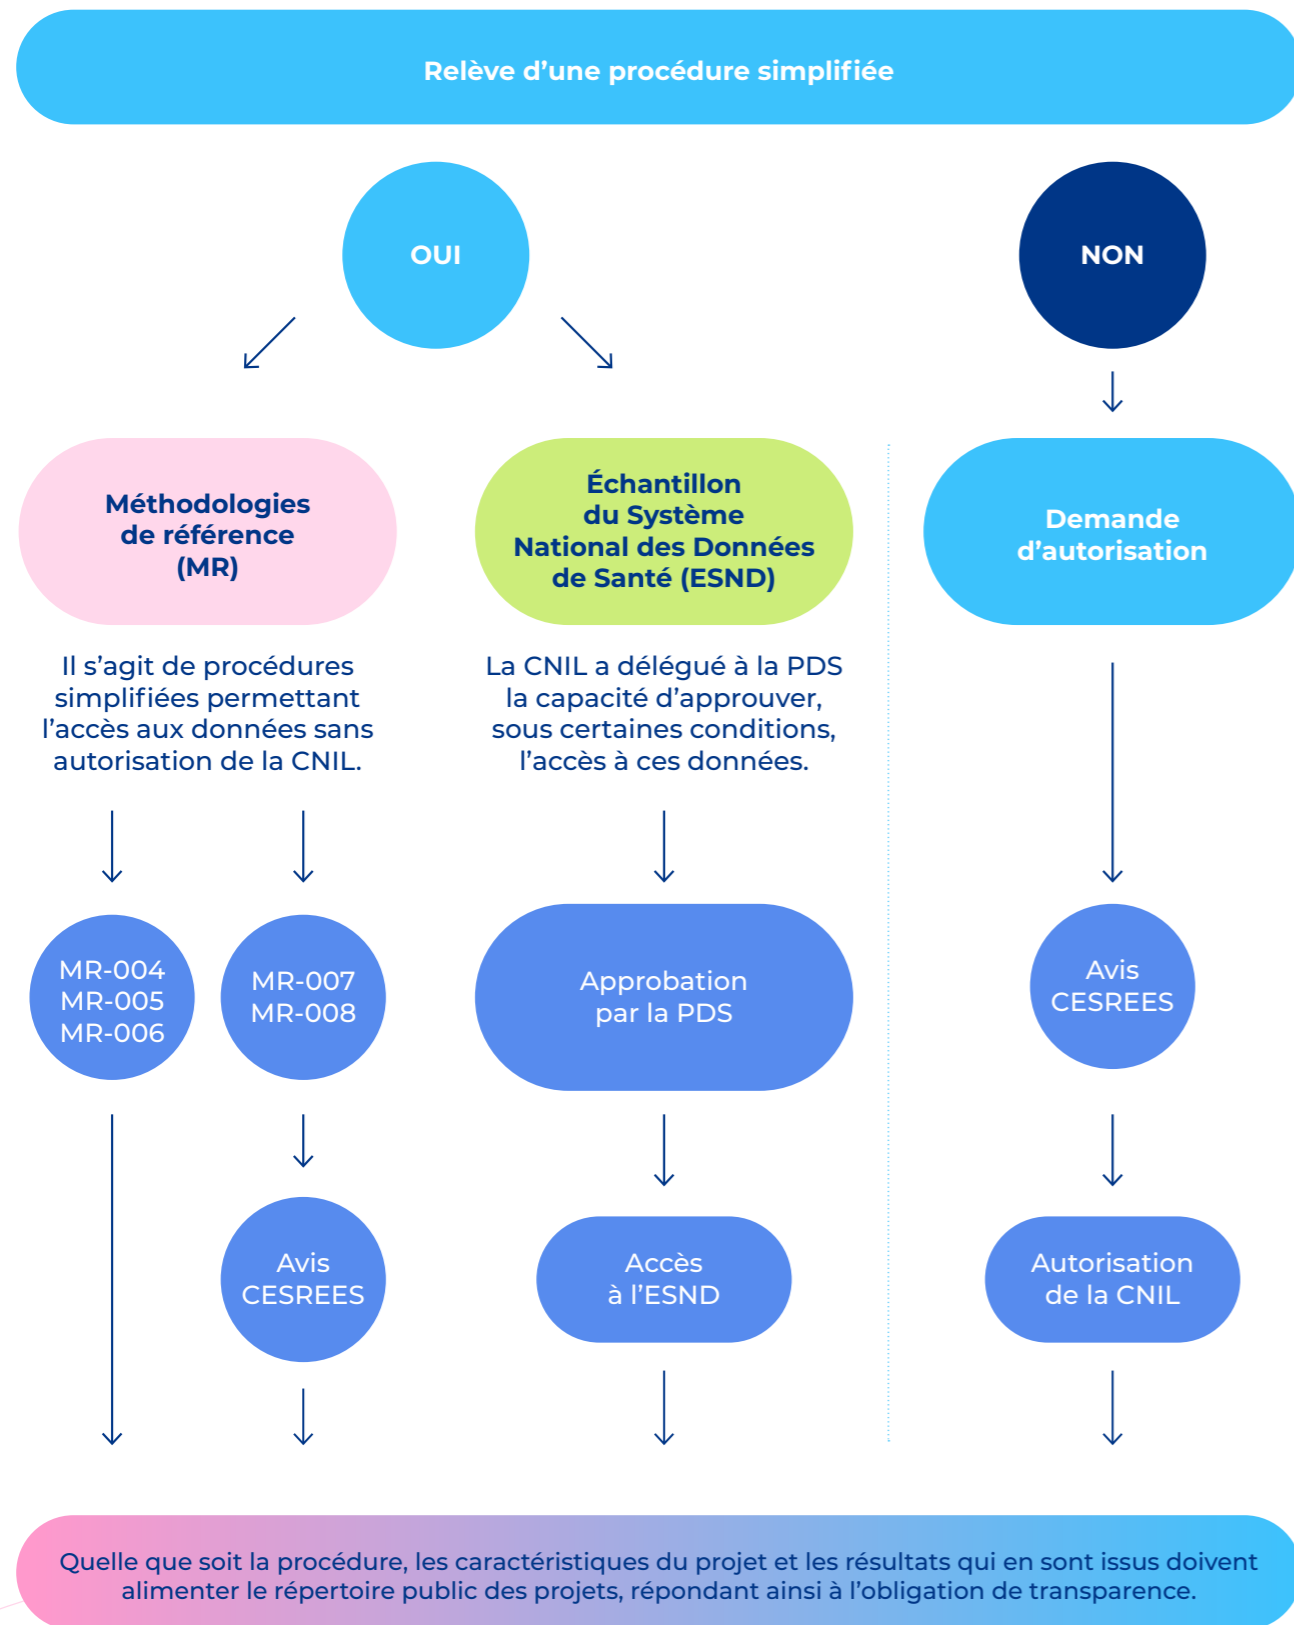 Relève d’une procédure simplifiée
OUI
NON
Méthodologies
de référence
(MR)
Échantillon
du Système
National des Données
de Santé (ESND)
Demande
d’autorisation
Il s’agit de procédures
simplifiées permettant
l’accès aux données sans
autorisation de la CNIL.
La CNIL a délégué à la PDS
la capacité d’approuver,
sous certaines conditions,
l’accès à ces données.
MR-004
MR-005
MR-006
MR-007
MR-008
Approbation
par la PDS
Avis
CESREES
Avis
CESREES
Accès
à l’ESND
Autorisation
de la CNIL
Quelle que soit la procédure, les caractéristiques du projet et les résultats qui en sont issus doivent
alimenter le répertoire public des projets, répondant ainsi à l’obligation de transparence.